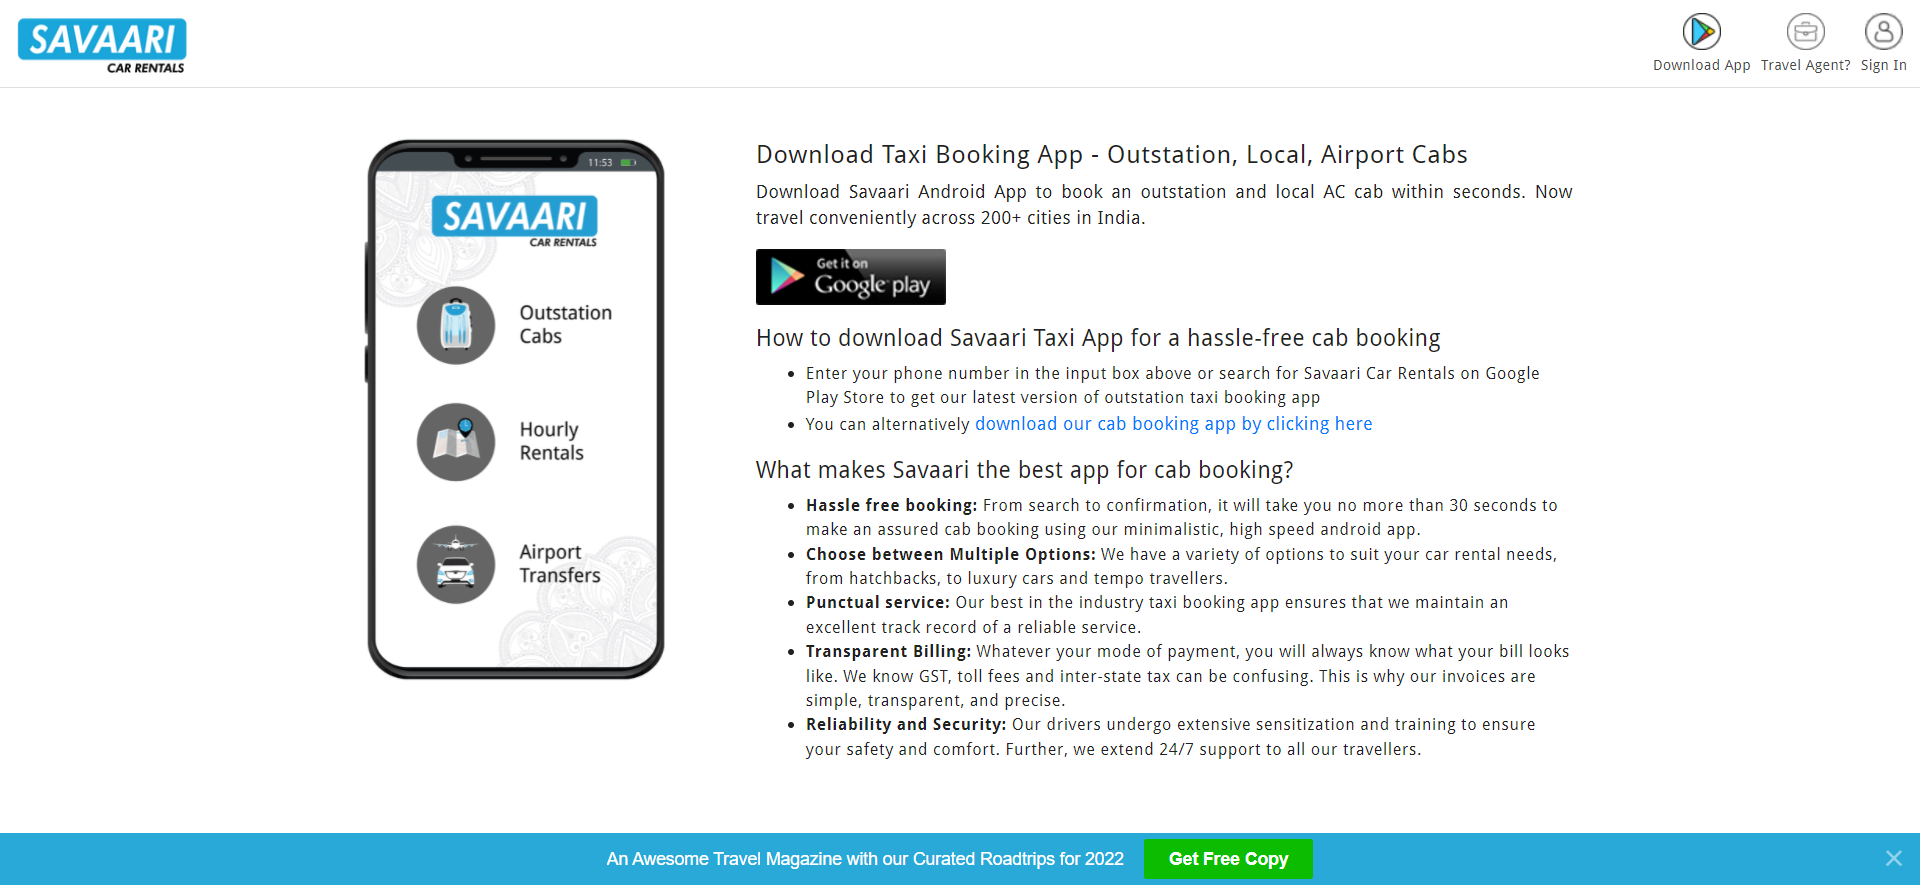 SAVAARI
CAR RENTALS
Download App
Travel Agent?
Sign In
11:53
SAVAARI
CAR RENTALS
Outstation
Cabs
Hourly
Rentals
Airport
Transfers
Download Taxi Booking App - Outstation, Local, Airport Cabs
Download Savaari Android App to book an outstation and local AC cab within seconds. Now
travel conveniently across 200+ cities in India.
Get it on
Google play
How to download Savaari Taxi App for a hassle-free cab booking
• Enter your phone number in the input box above or search for Savaari Car Rentals on Google
Play Store to get our latest version of outstation taxi booking app
• You can alternatively download our cab booking app by clicking here
What makes Savaari the best app for cab booking?
• Hassle free booking: From search to confirmation, it will take you no more than 30 seconds to
make an assured cab booking using our minimalistic, high speed android app.
• Choose between Multiple Options: We have a variety of options to suit your car rental needs,
from hatchbacks, to luxury cars and tempo travellers.
• Punctual service: Our best in the industry taxi booking app ensures that we maintain an
excellent track record of a reliable service.
• Transparent Billing: Whatever your mode of payment, you will always know what your bill looks
like. We know GST, toll fees and inter-state tax can be confusing. This is why our invoices are
simple, transparent, and precise.
• Reliability and Security: Our drivers undergo extensive sensitization and training to ensure
your safety and comfort. Further, we extend 24/7 support to all our travellers.
An Awesome Travel Magazine with our Curated Roadtrips for 2022
Get Free Copy